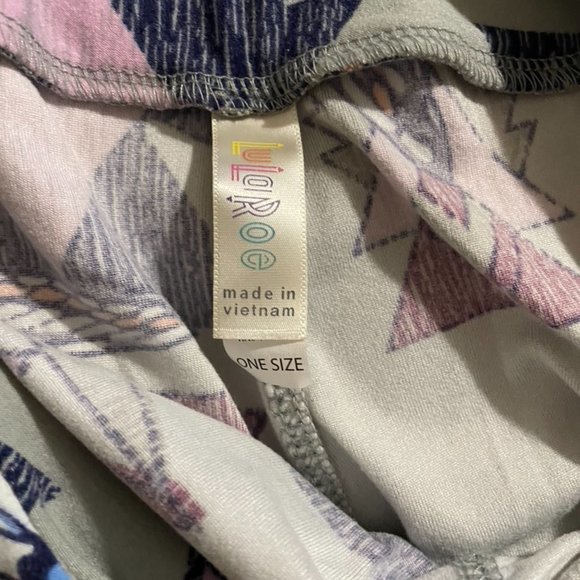 LuLaRoe
made in
vietnam
ONE SIZE